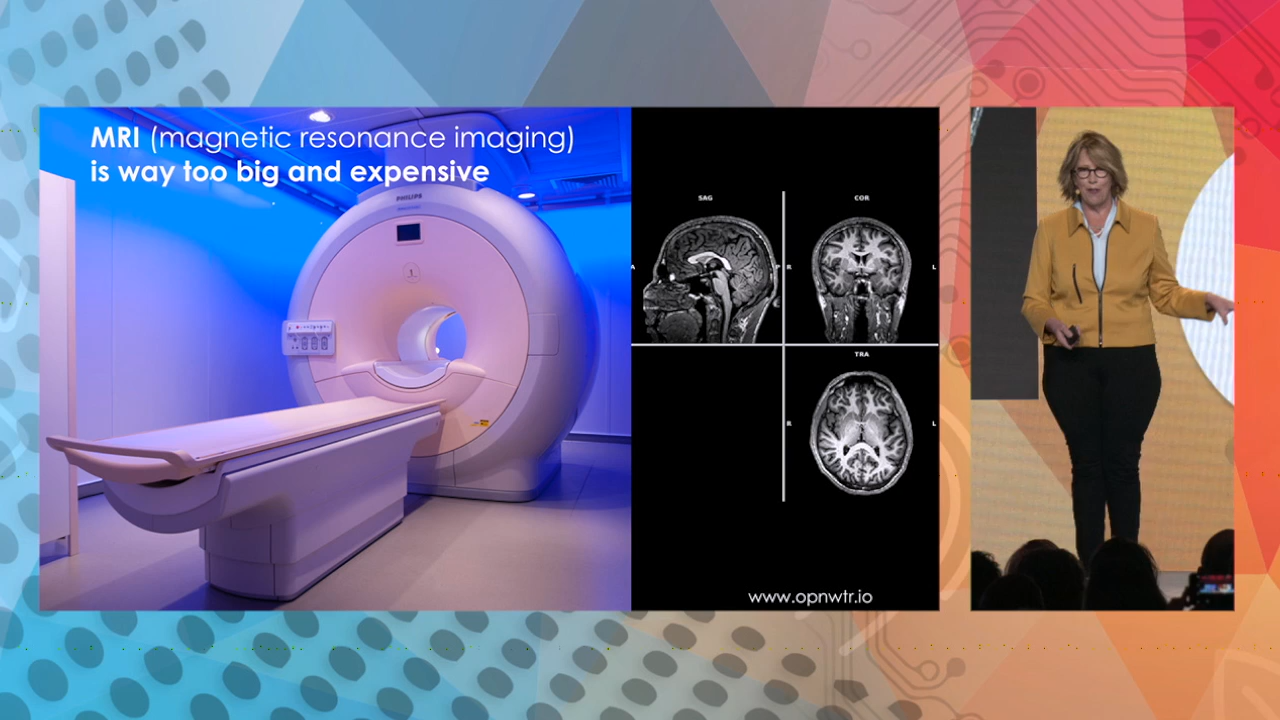 MRI (magnetic resonance imaging)
is way too big and expensive
PHILIPS
SAG
COR
A
P
R
L
TRA
R
L
www.opnwtr.io